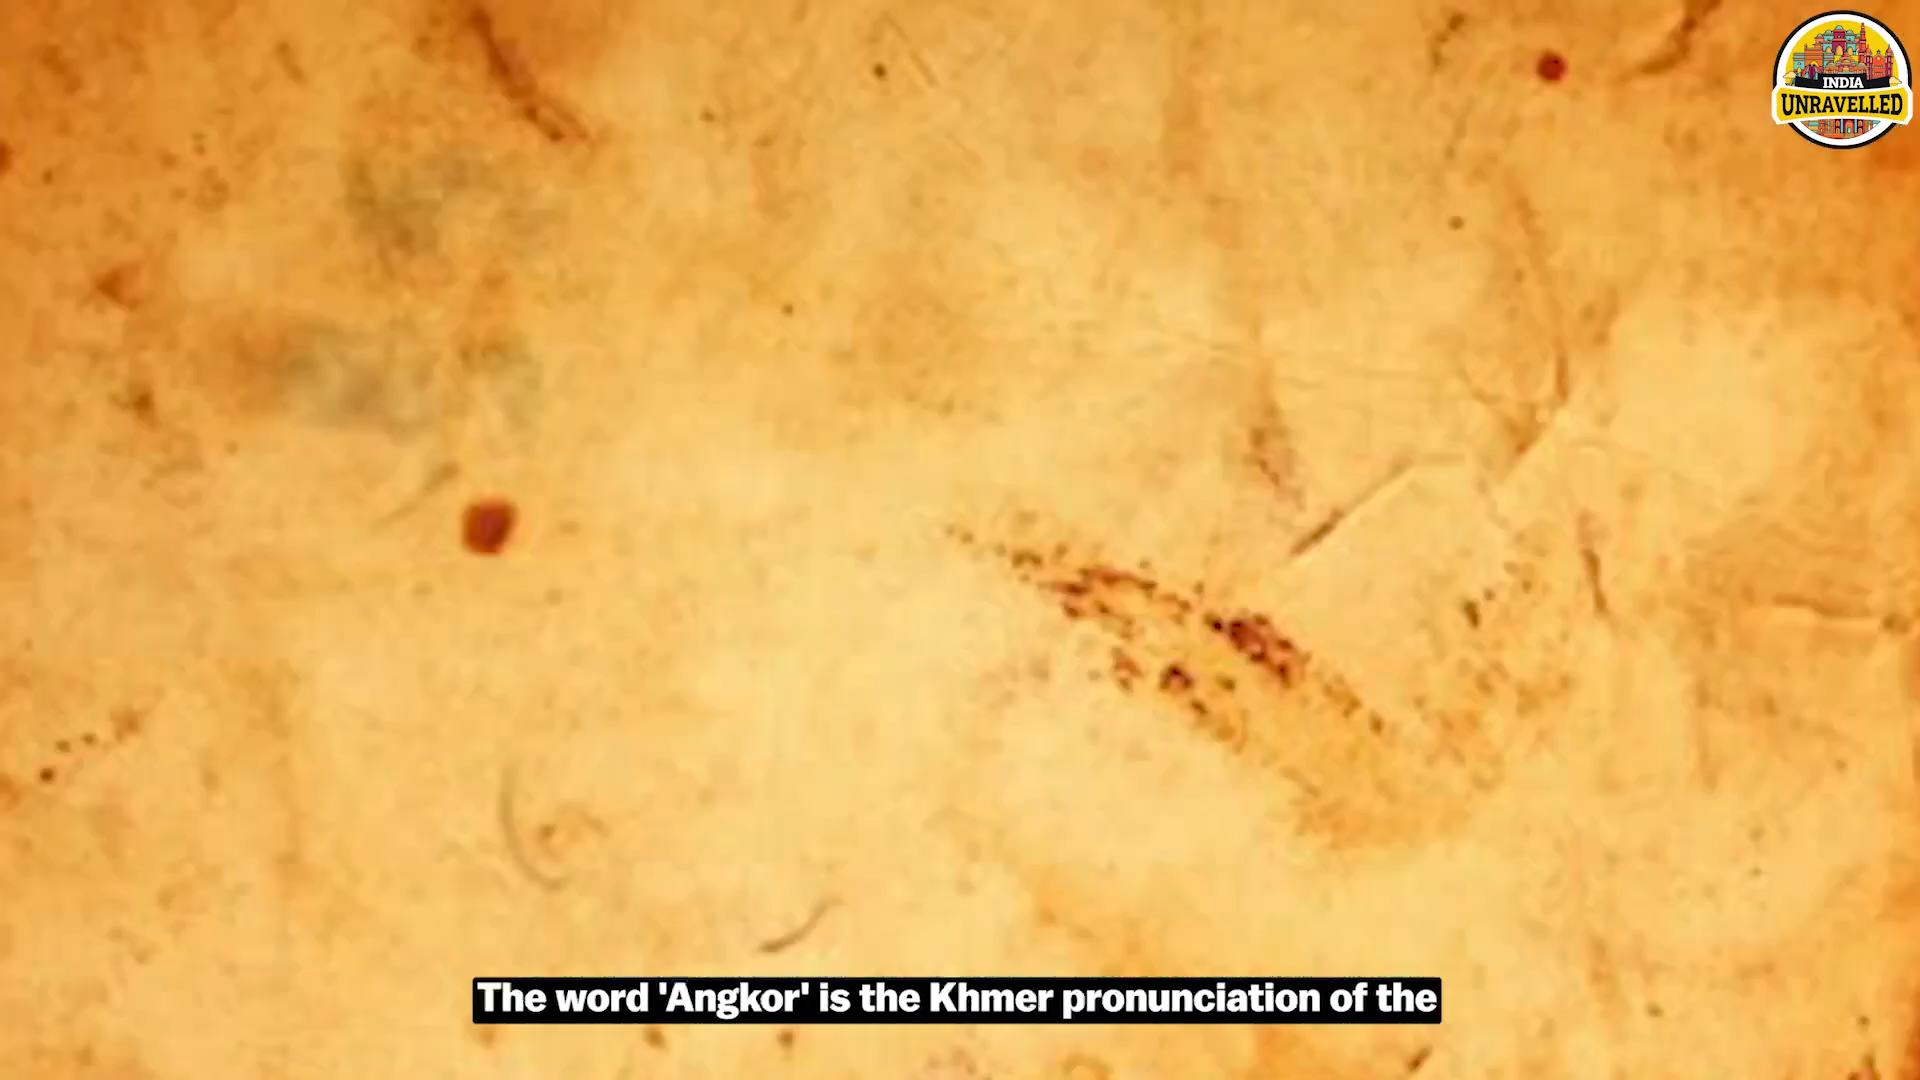 INDIA
UNRAVELLED
The word 'Angkor' is the Khmer pronunciation of the